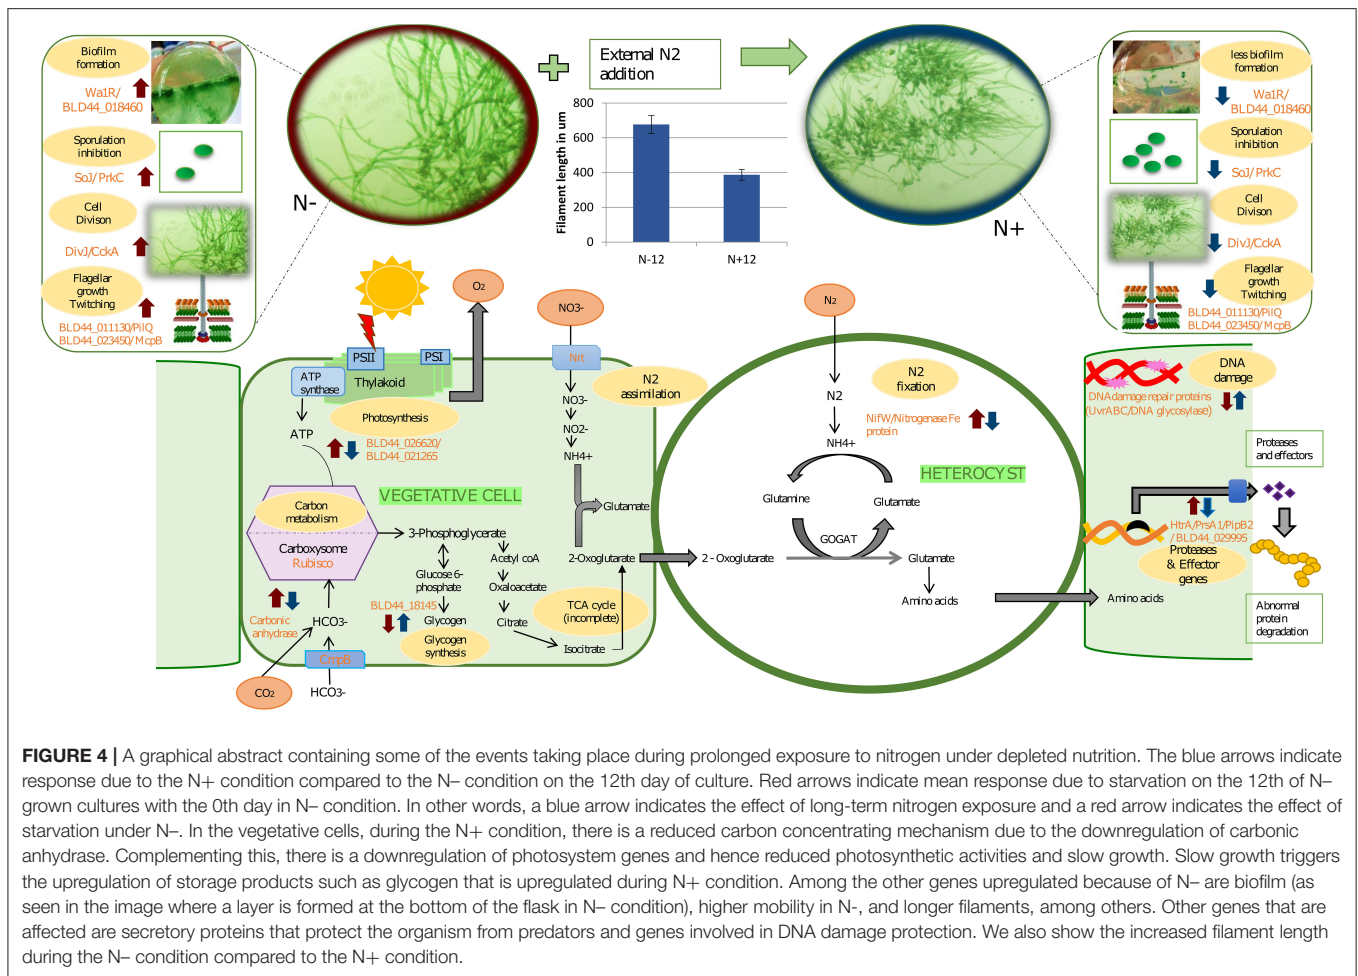 Biofilm
formation
Wa1R/
BLD44_018460
Sporulation
inhibition
SoJ/ PrkC
Cell
Divison
DivJ/CckA
Flagellar
growth
Twitching
BLD44_011130/PilQ
BLD44_023450/ McpB
N-
External N2
addition
Filament length in um
800
600
400
200
0
N-12
N+12
N+
less biofilm
formation
Wa1R/
BLD44_018460
Sporulation
inhibition
SoJ/ PrkC
Cell
Divison
DivJ/CckA
Flagellar
growth
Twitching
BLD44_011130/PilQ
BLD44_023450/ McpB
O2
NO3-
N2
PSII
PSI
Thylakoid
ATP
synthase
Photosynthesis
ATP
BLD44_026620/
BLD44_021265
Nrt
N2
assimilation
NO3-
NO2-
NH4+
Glutamate
VEGETATIVE CELL
Carbon
metabolism
Carboxysome
Rubisco
3-Phosphoglycerate
Acetyl coA
2-Oxoglutarate
Glucose 6-
phosphate
Oxaloacetate
BLD44_18145
Glycogen
Citrate
TCA cycle
(incomplete)
Glycogen
synthesis
Isocitrate
Carbonic
anhydrase
HCO3-
CmpB
CO2
HCO3-
N2
fixation
N2
NifW/Nitrogenase Fe
protein
NH4+
HETEROCYST
Glutamine
Glutamate
GOGAT
2 - Oxoglutarate
Glutamate
Amino acids
Amino acids
DNA
damage
DNA damage repair proteins
(UvrABC/DNA glycosylase)
Proteases
and effectors
HtrA/PrsA1/PipB2
/ BLD44_029995
Proteases
& Effector
genes
Abnormal
protein
degradation
FIGURE 4 | A graphical abstract containing some of the events taking place during prolonged exposure to nitrogen under depleted nutrition. The blue arrows indicate
response due to the N+ condition compared to the N– condition on the 12th day of culture. Red arrows indicate mean response due to starvation on the 12th of N–
grown cultures with the 0th day in N– condition. In other words, a blue arrow indicates the effect of long-term nitrogen exposure and a red arrow indicates the effect of
starvation under N–. In the vegetative cells, during the N+ condition, there is a reduced carbon concentrating mechanism due to the downregulation of carbonic
anhydrase. Complementing this, there is a downregulation of photosystem genes and hence reduced photosynthetic activities and slow growth. Slow growth triggers
the upregulation of storage products such as glycogen that is upregulated during N+ condition. Among the other genes upregulated because of N– are biofilm (as
seen in the image where a layer is formed at the bottom of the flask in N– condition), higher mobility in N-, and longer filaments, among others. Other genes that are
affected are secretory proteins that protect the organism from predators and genes involved in DNA damage protection. We also show the increased filament length
during the N– condition compared to the N+ condition.